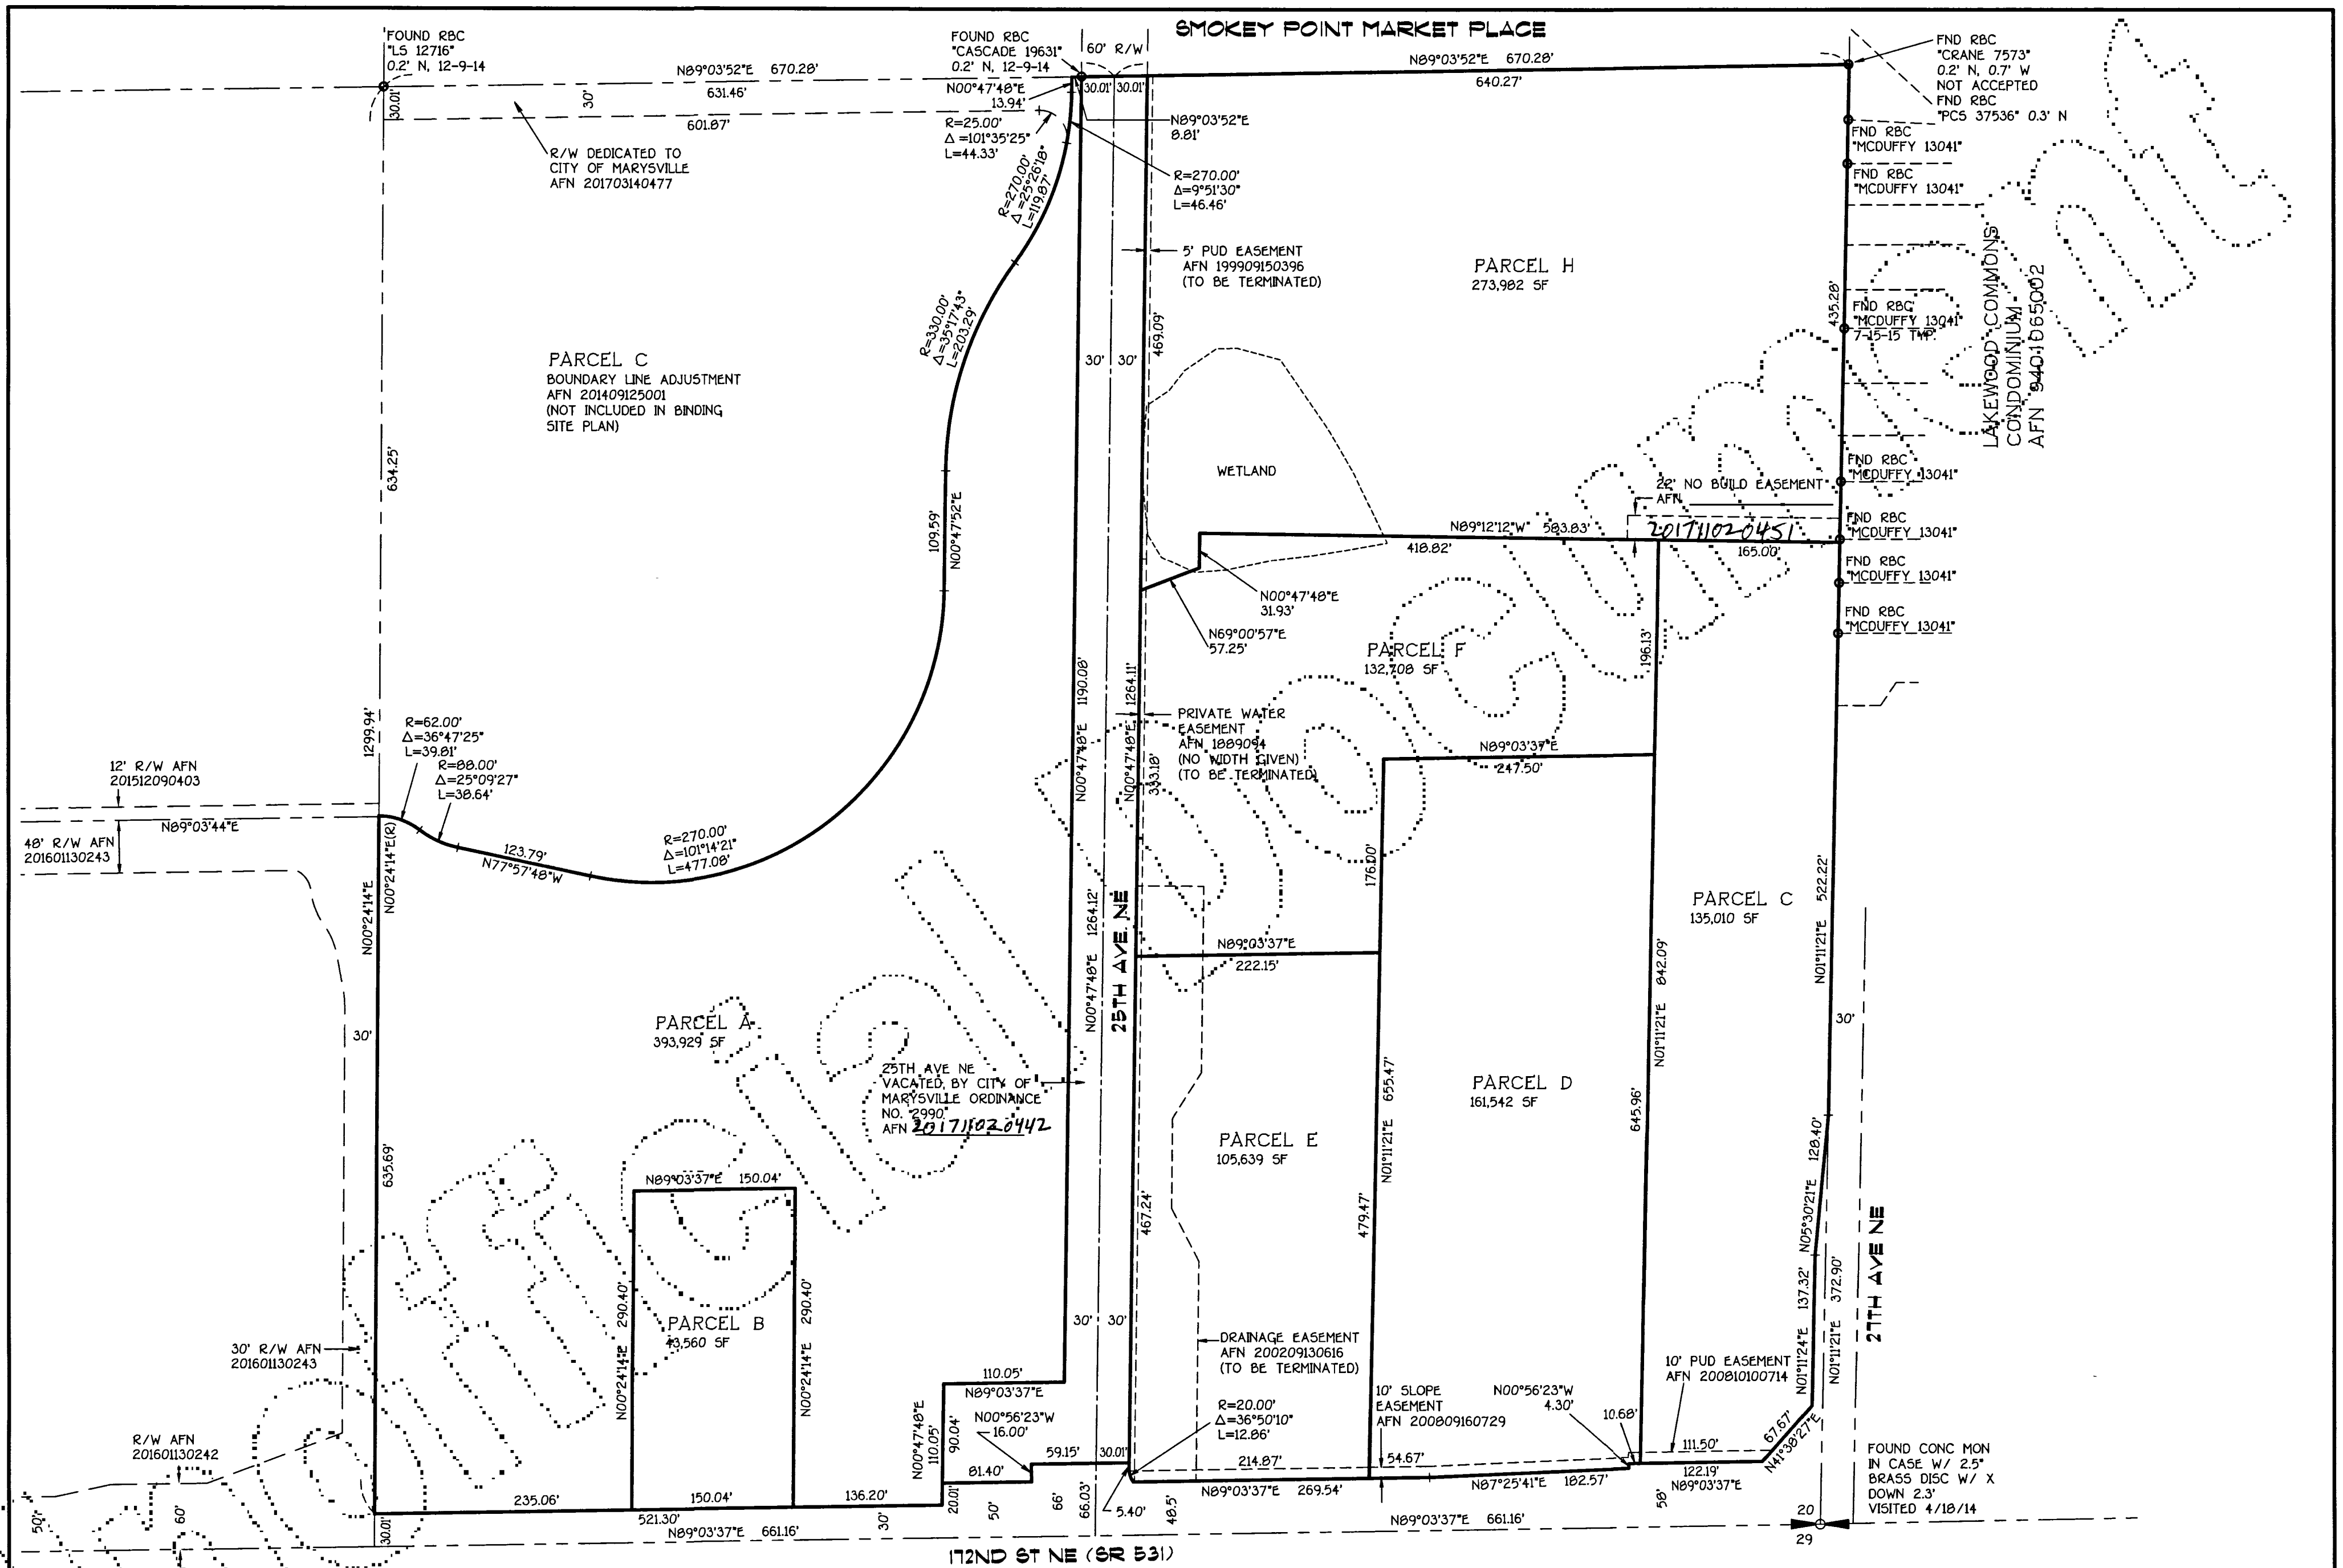 SMOKEY POINT MARKET PLACE
FOUND RBC
"LS 12716"
0.2' N, 12-9-14
N89°03'52"E 670.28'
631.46'
30.01'
30'
601.87'
R/W DEDICATED TO
CITY OF MARYSVILLE
AFN 201703140477
FOUND RBC
"CASCADE 19631"
0.2' N, 12-9-14
60' R/W
N00°47'48"E
13.94'
30.01' 30.01'
R=25.00'
Δ=101°35'25"
L=44.33'
N89°03'52"E
8.81'
R=270.00'
Δ=25°26'18"
L=119.87'
R=270.00'
Δ=9°51'30"
L=46.46'
N89°03'52"E 670.28'
640.27'
FND RBC
"CRANE 7573"
0.2' N, 0.7' W
NOT ACCEPTED
FND RBC
"PCS 37536" 0.3' N
FND RBC
"MCDUFFY 13041"
FND RBC
"MCDUFFY 13041"
5' PUD EASEMENT
AFN 199909150396
(TO BE TERMINATED)
PARCEL H
273,982 SF
LAKEWOOD COMMONS
CONDOMINIUM
AFN 9401065002
435.28'
FND RBC
"MCDUFFY 13041"
7-15-15 TYP.
R=330.00'
Δ=35°17'43"
L=203.29'
469.09'
30' 30'
PARCEL C
BOUNDARY LINE ADJUSTMENT
AFN 201409125001
(NOT INCLUDED IN BINDING
SITE PLAN)
634.25'
WETLAND
FND RBC
"MCDUFFY 13041"
22' NO BUILD EASEMENT
AFN
201711020451
N89°12'12"W 583.83'
418.82'
165.00'
FND RBC
"MCDUFFY 13041"
FND RBC
"MCDUFFY 13041"
FND RBC
"MCDUFFY 13041"
109.59'
N00°47'52"E
N00°47'48"E
31.93'
N69°00'57"E
57.25'
PARCEL F
132,708 SF
196.13'
1299.94'
R=62.00'
Δ=36°47'25"
L=39.81'
R=88.00'
Δ=25°09'27"
L=38.64'
N00°47'48"E 1190.08'
N00°47'48"E 1264.11'
333.18'
PRIVATE WATER
EASEMENT
AFN 1889094
(NO WIDTH GIVEN)
(TO BE TERMINATED)
N89°03'37"E
247.50'
12' R/W AFN
201512090403
N89°03'44"E
48' R/W AFN
201601130243
N00°24'14"E(R)
N00°24'14"E
123.79'
N77°57'48"W
R=270.00'
Δ=101°14'21"
L=477.08'
176.00'
522.22'
N01°11'21"E
PARCEL C
135,010 SF
N00°47'48"E 1264.12'
25TH AVE NE
N89°03'37"E
222.15'
N01°11'21"E 842.09'
30'
30'
PARCEL A
393,929 SF
25TH AVE NE
VACATED BY CITY OF
MARYSVILLE ORDINANCE
NO. 2990
AFN 201711020442
N01°11'21"E 655.47'
PARCEL D
161,542 SF
645.96'
PARCEL E
105,639 SF
128.40'
N05°30'21"E
635.69'
N89°03'37"E 150.04'
467.24'
479.47'
27TH AVE NE
N00°24'14"E 290.40'
N00°24'14"E 290.40'
PARCEL B
43,560 SF
30' 30'
DRAINAGE EASEMENT
AFN 200209130616
(TO BE TERMINATED)
N01°11'24"E 137.32'
N01°11'21"E 372.90'
30' R/W AFN
201601130243
110.05'
N89°03'37"E
10' PUD EASEMENT
AFN 200810100714
10' SLOPE
EASEMENT
AFN 200809160729
N00°56'23"W
4.30'
10.68'
N00°47'48"E
110.05'
90.04'
N00°56'23"W
16.00'
R=20.00'
Δ=36°50'10"
L=12.86'
R/W AFN
201601130242
59.15'
30.01'
81.40'
214.87'
54.67'
111.50'
67.67'
N41°38'27"E
FOUND CONC MON
IN CASE W/ 2.5"
BRASS DISC W/ X
DOWN 2.3'
VISITED 4/18/14
235.06'
150.04'
136.20'
20.01'
50'
66'
66.03'
5.40'
48.5'
N89°03'37"E 269.54'
N87°25'41"E 182.57'
122.19'
N89°03'37"E
58'
50'
60'
30.01'
521.30'
N89°03'37"E 661.16'
30'
N89°03'37"E 661.16'
20
29
172ND ST NE (SR 531)
Unofficial Document